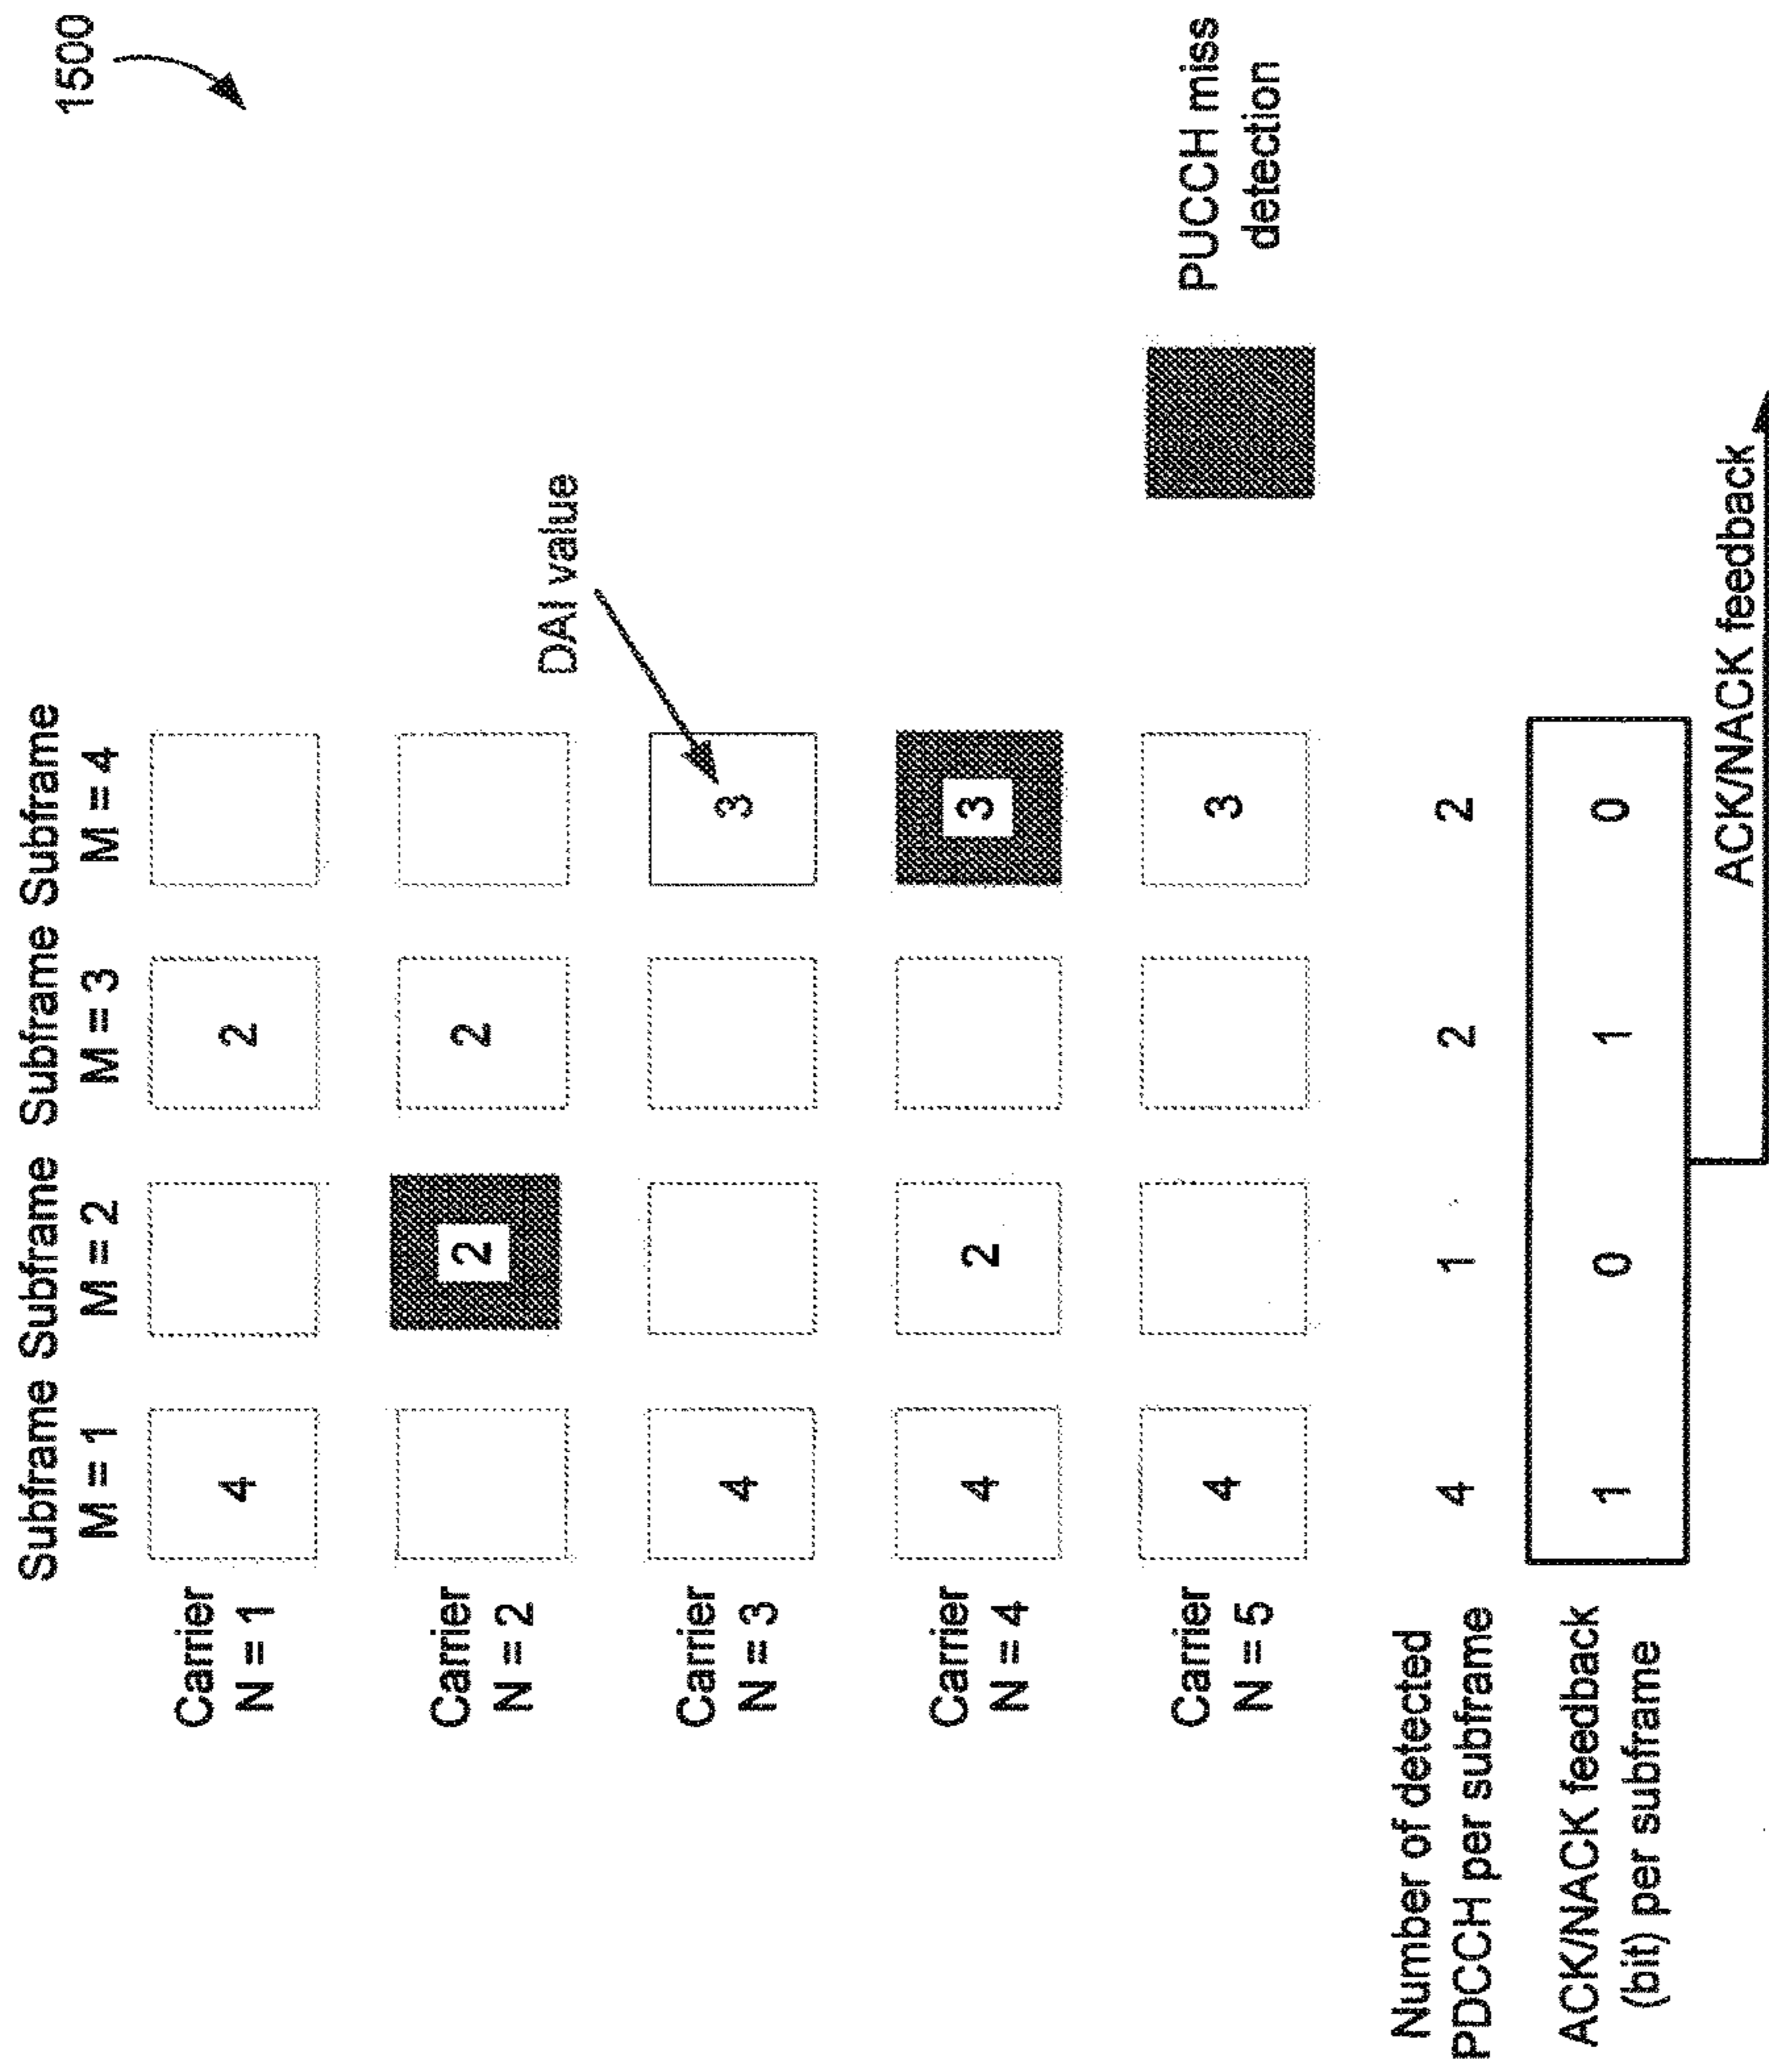 1500
Subframe Subframe Subframe Subframe
M = 1 M = 2 M = 3 M = 4
Carrier
N = 1
4 2
Carrier
N = 2
2 2
DAI value
Carrier
N = 3
4 3
Carrier
N = 4
4 2 3
Carrier
N = 5
4 3
PUCCH miss
detection
Number of detected
PDCCH per subframe
4 1 2 2
ACK/NACK feedback
(bit) per subframe
1 0 1 0
ACK/NACK feedback